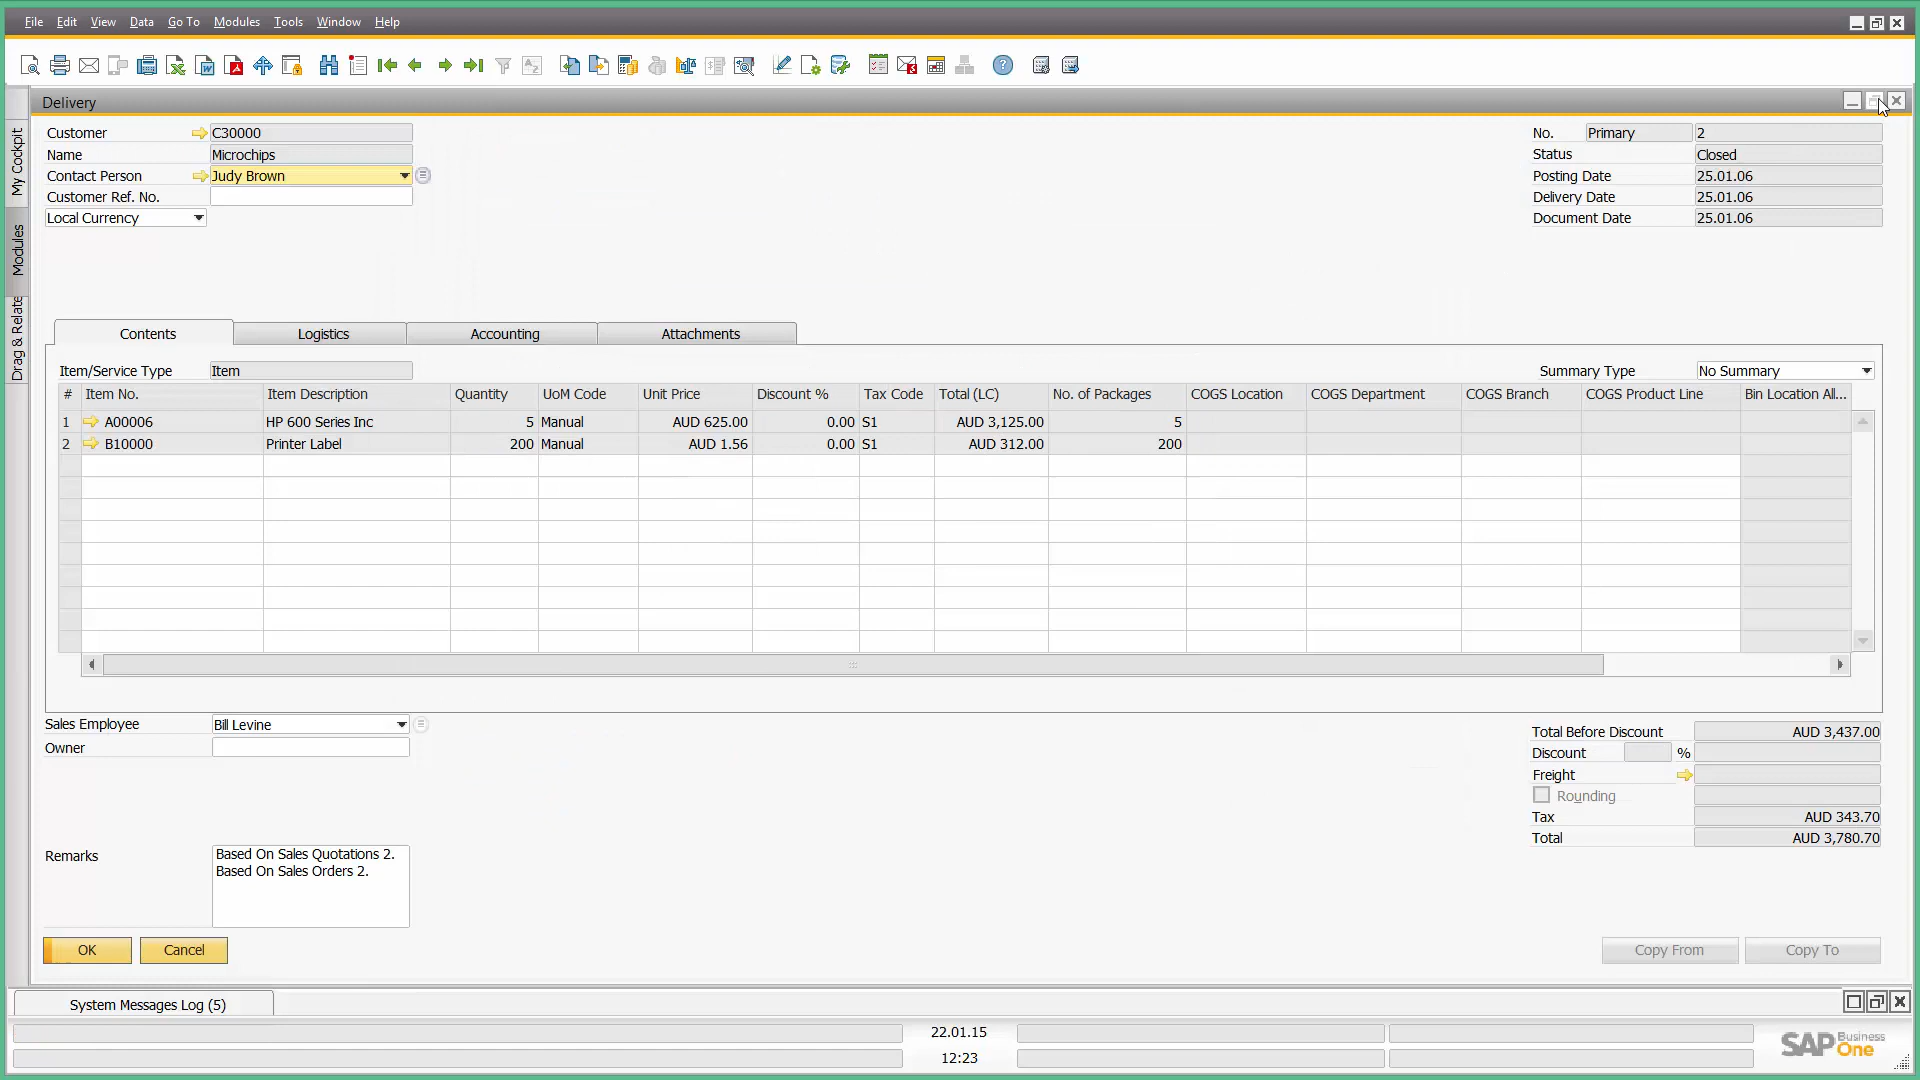 File Edit View Data Go To Modules Tools Window Help
Delivery
My Cockpit
Modules
Drag & Relate
Customer C30000
Name Microchips
Contact Person Judy Brown
Customer Ref. No.
Local Currency
No. Primary 2
Status Closed
Posting Date 25.01.06
Delivery Date 25.01.06
Document Date 25.01.06
Contents Logistics Accounting Attachments
Item/Service Type Item Summary Type No Summary
# Item No. Item Description Quantity UoM Code Unit Price Discount % Tax Code Total (LC) No. of Packages COGS Location COGS Department COGS Branch COGS Product Line Bin Location All...
1 A00006 HP 600 Series Inc 5 Manual AUD 625.00 0.00 S1 AUD 3,125.00 5
2 B10000 Printer Label 200 Manual AUD 1.56 0.00 S1 AUD 312.00 200
Sales Employee Bill Levine
Owner
Total Before Discount AUD 3,437.00
Discount %
Freight
Rounding
Tax AUD 343.70
Total AUD 3,780.70
Remarks Based On Sales Quotations 2.
Based On Sales Orders 2.
OK Cancel Copy From Copy To
System Messages Log (5)
22.01.15
12:23
SAP Business One